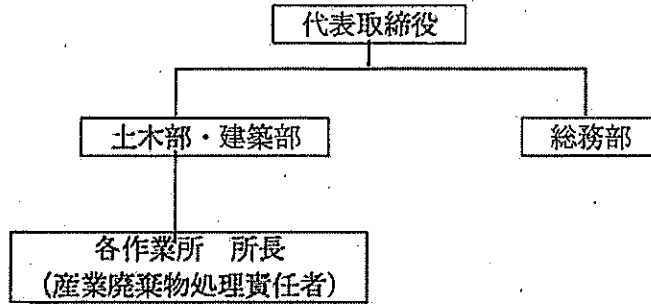 代表取締役
土木部・建築部
総務部
各作業所 所長
(産業廃棄物処理責任者)